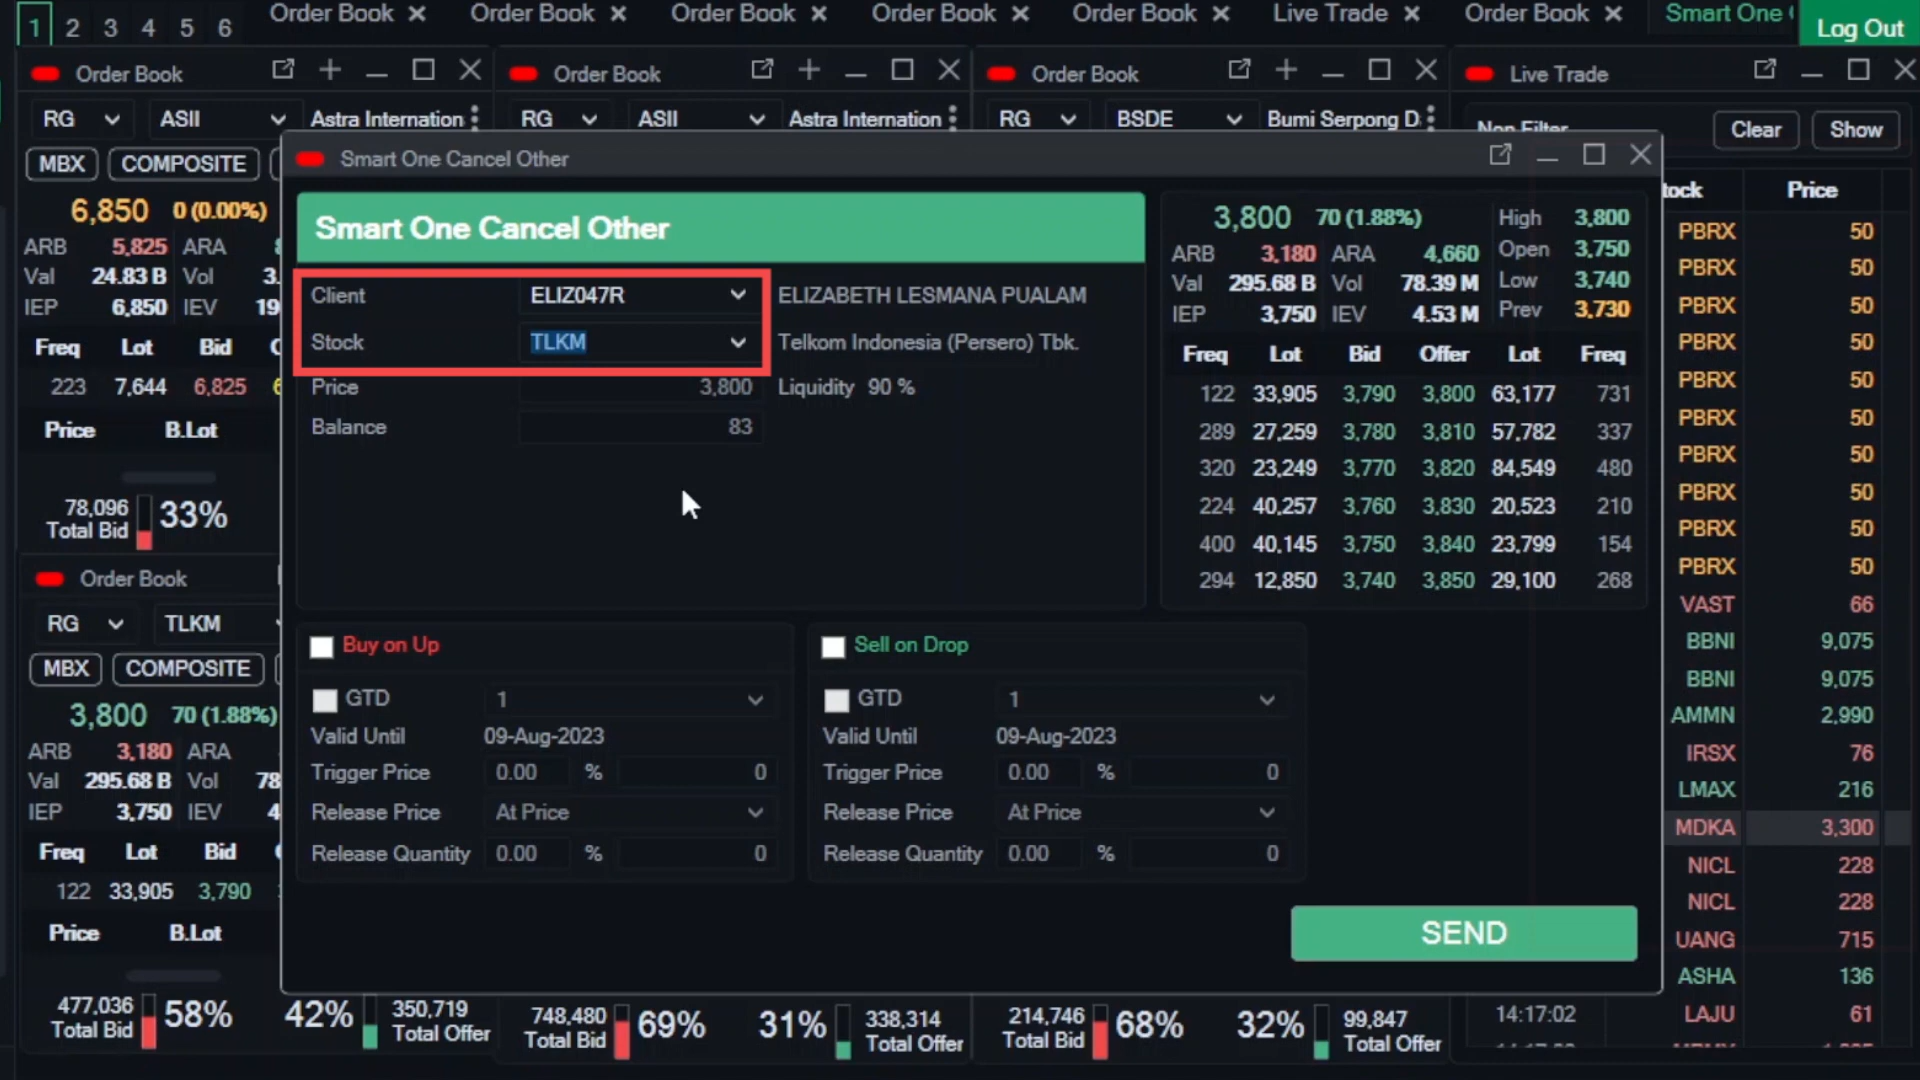 1 2 3 4 5 6 Order Book Order Book Order Book Order Book Order Book Live Trade Order Book Smart One Log Out
Order Book Order Book Order Book Live Trade
RG ASII Astra Internation RG ASII Astra Internation RG BSDE Bumi Serpong D Non Filter Clear Show
MBX COMPOSITE
6,850 0 (0.00%)
ARB 5,825 ARA
Val 24.83 B Vol 3.
IEP 6,850 IEV 19
Freq Lot Bid
223 7,644 6,825
Price B.Lot
78,096 Total Bid 33%
Order Book
RG TLKM
MBX COMPOSITE
3,800 70 (1.88%)
ARB 3,180 ARA
Val 295.68 B Vol 78
IEP 3,750 IEV 4
Freq Lot Bid
122 33,905 3,790
Price B.Lot
477,036 Total Bid 58% 42% 350,719 Total Offer
748,480 Total Bid 69% 31% 338,314 Total Offer
214,746 Total Bid 68% 32% 99,847 Total Offer
Smart One Cancel Other
Smart One Cancel Other
Client ELIZ047R ELIZABETH LESMANA PUALAM
Stock TLKM Telkom Indonesia (Persero) Tbk.
Price 3,800 Liquidity 90 %
Balance 83
3,800 70 (1.88%) High 3,800
ARB 3,180 ARA 4,660 Open 3,750
Val 295.68 B Vol 78.39 M Low 3,740
IEP 3,750 IEV 4.53 M Prev 3,730
Freq Lot Bid Offer Lot Freq
122 33,905 3,790 3,800 63,177 731
289 27,259 3,780 3,810 57,782 337
320 23,249 3,770 3,820 84,549 480
224 40,257 3,760 3,830 20,523 210
400 40,145 3,750 3,840 23,799 154
294 12,850 3,740 3,850 29,100 268
Buy on Up
GTD 1
Valid Until 09-Aug-2023
Trigger Price 0.00 % 0
Release Price At Price
Release Quantity 0.00 % 0
Sell on Drop
GTD 1
Valid Until 09-Aug-2023
Trigger Price 0.00 % 0
Release Price At Price
Release Quantity 0.00 % 0
SEND
tock Price
PBRX 50
PBRX 50
PBRX 50
PBRX 50
PBRX 50
PBRX 50
PBRX 50
PBRX 50
PBRX 50
PBRX 50
VAST 66
BBNI 9,075
BBNI 9,075
AMMN 2,990
IRSX 76
LMAX 216
MDKA 3,300
NICL 228
NICL 228
UANG 715
ASHA 136
14:17:02 LAJU 61